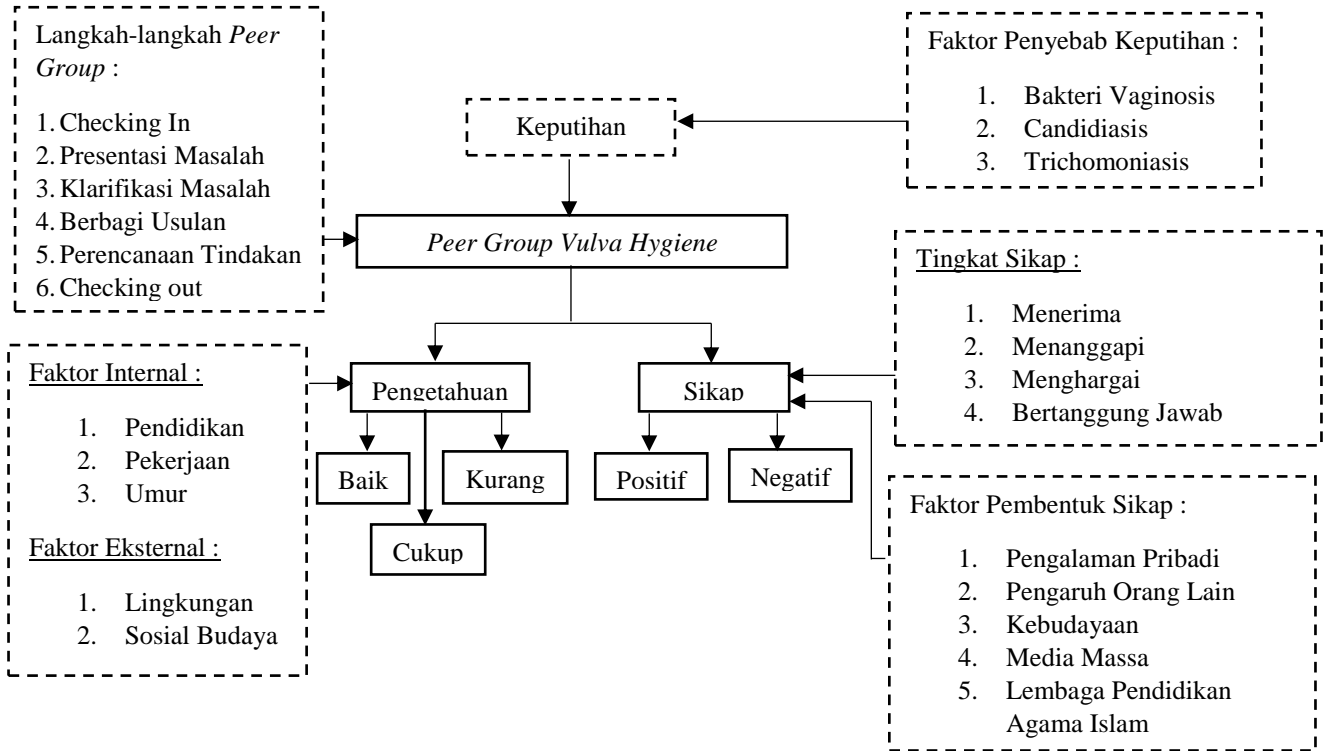 Langkah-langkah Peer
Group :
1. Checking In
2. Presentasi Masalah
3. Klarifikasi Masalah
4. Berbagi Usulan
5. Perencanaan Tindakan
6. Checking out
Keputihan
Faktor Penyebab Keputihan :
1. Bakteri Vaginosis
2. Candidiasis
3. Trichomoniasis
Peer Group Vulva Hygiene
Tingkat Sikap :
1. Menerima
2. Menanggapi
3. Menghargai
4. Bertanggung Jawab
Faktor Internal :
1. Pendidikan
2. Pekerjaan
3. Umur
Faktor Eksternal :
1. Lingkungan
2. Sosial Budaya
Pengetahuan
Sikap
Baik
Kurang
Cukup
Positif
Negatif
Faktor Pembentuk Sikap :
1. Pengalaman Pribadi
2. Pengaruh Orang Lain
3. Kebudayaan
4. Media Massa
5. Lembaga Pendidikan
Agama Islam